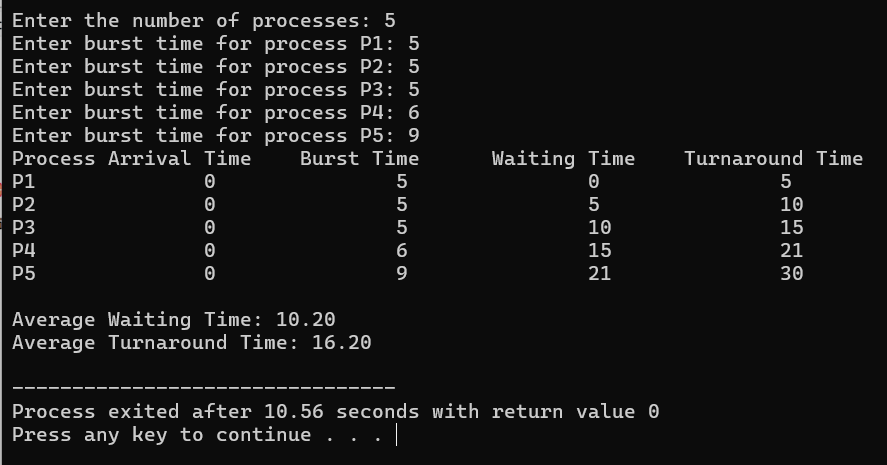 Enter the number of processes: 5
Enter burst time for process P1: 5
Enter burst time for process P2: 5
Enter burst time for process P3: 5
Enter burst time for process P4: 6
Enter burst time for process P5: 9
Process Arrival Time    Burst Time      Waiting Time    Turnaround Time
P1              0               5               0               5
P2              0               5               5               10
P3              0               5               10              15
P4              0               6               15              21
P5              0               9               21              30

Average Waiting Time: 10.20
Average Turnaround Time: 16.20

--------------------------------
Process exited after 10.56 seconds with return value 0
Press any key to continue . . .